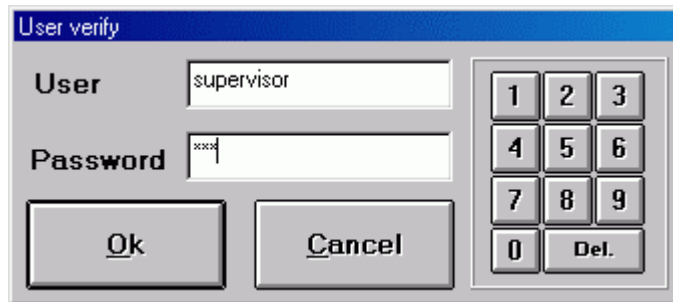 User verify
User
supervisor
1 2 3
Password
***
4 5 6
7 8 9
Ok
Cancel
0 Del.